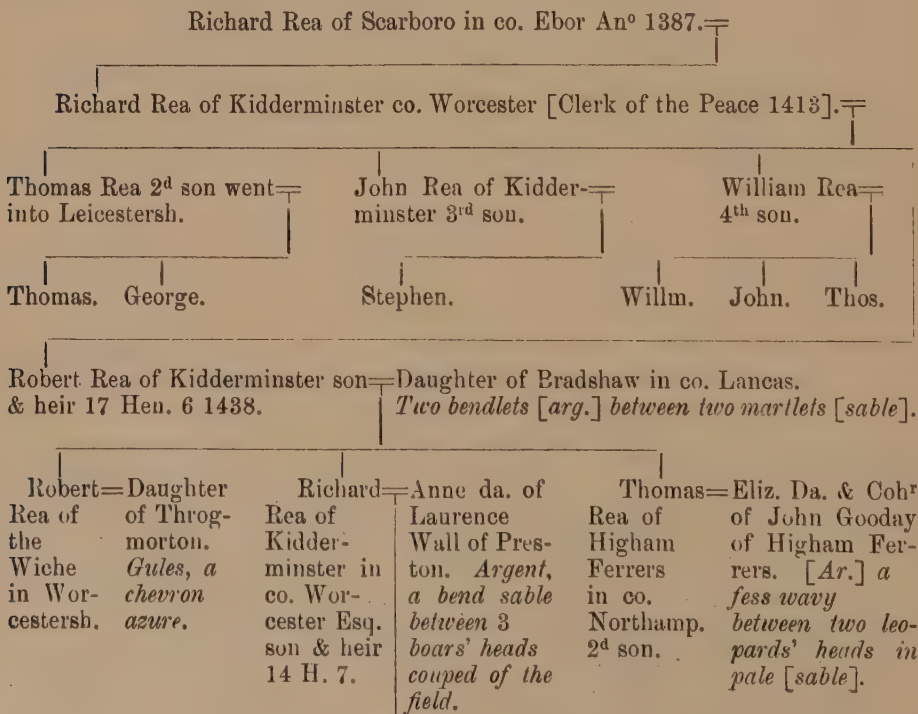 Richard Rea of Scarboro in co. Ebor Anº 1387.
Richard Rea of Kidderminster co. Worcester [Clerk of the Peace 1413].
Thomas Rea 2ᵈ son went
into Leicestersh.
John Rea of Kidder-
minster 3ʳᵈ son.
William Rea
4ᵗʰ son.
Thomas. George.
Stephen.
Willm. John. Thos.
Robert Rea of Kidderminster son
& heir 17 Hen. 6 1438.
Daughter of Bradshaw in co. Lancas.
Two bendlets [arg.] between two martlets [sable].
Robert
Rea of
the
Wiche
in Wor-
cestersh.
Daughter
of Throg-
morton.
Gules, a
chevron
azure.
Richard
Rea of
Kidder-
minster in
co. Wor-
cester Esq.
son & heir
14 H. 7.
Anne da. of
Laurence
Wall of Pres-
ton. Argent,
a bend sable
between 3
boars' heads
couped of the
field.
Thomas
Rea of
Higham
Ferrers
in co.
Northamp.
2ᵈ son.
Eliz. Da. & Cohʳ
of John Gooday
of Higham Fer-
rers. [Ar.] a
fess wavy
between two leo-
pards' heads in
pale [sable].